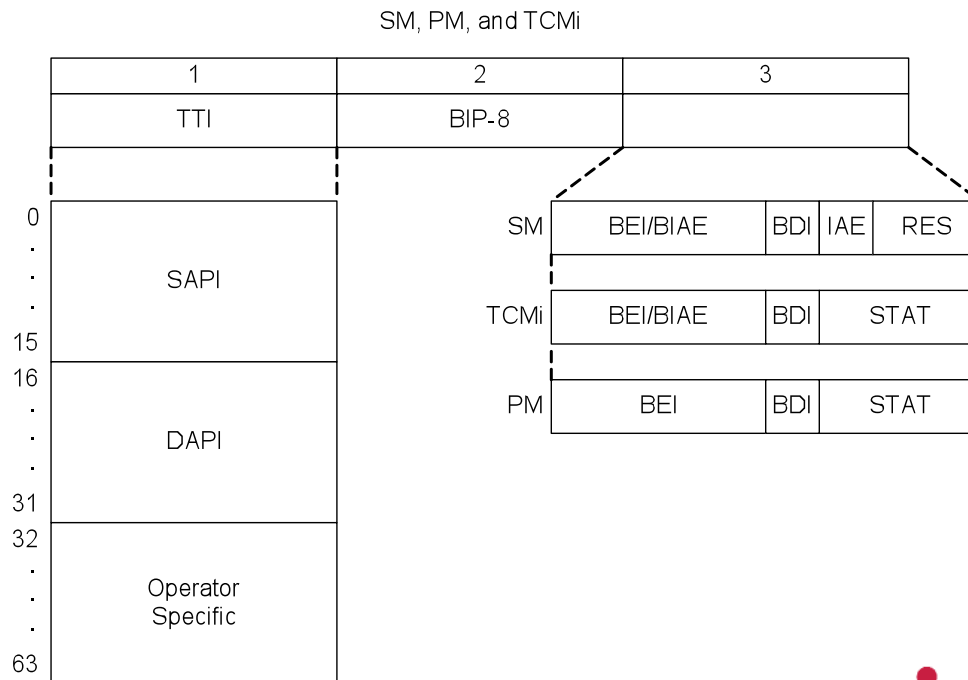 SM, PM, and TCMi
1 2 3
TTI BIP-8
0
.
.
.
15
SAPI
16
.
.
.
31
DAPI
32
.
.
.
63
Operator
Specific
SM BEI/BIAE BDI IAE RES
TCMi BEI/BIAE BDI STAT
PM BEI BDI STAT